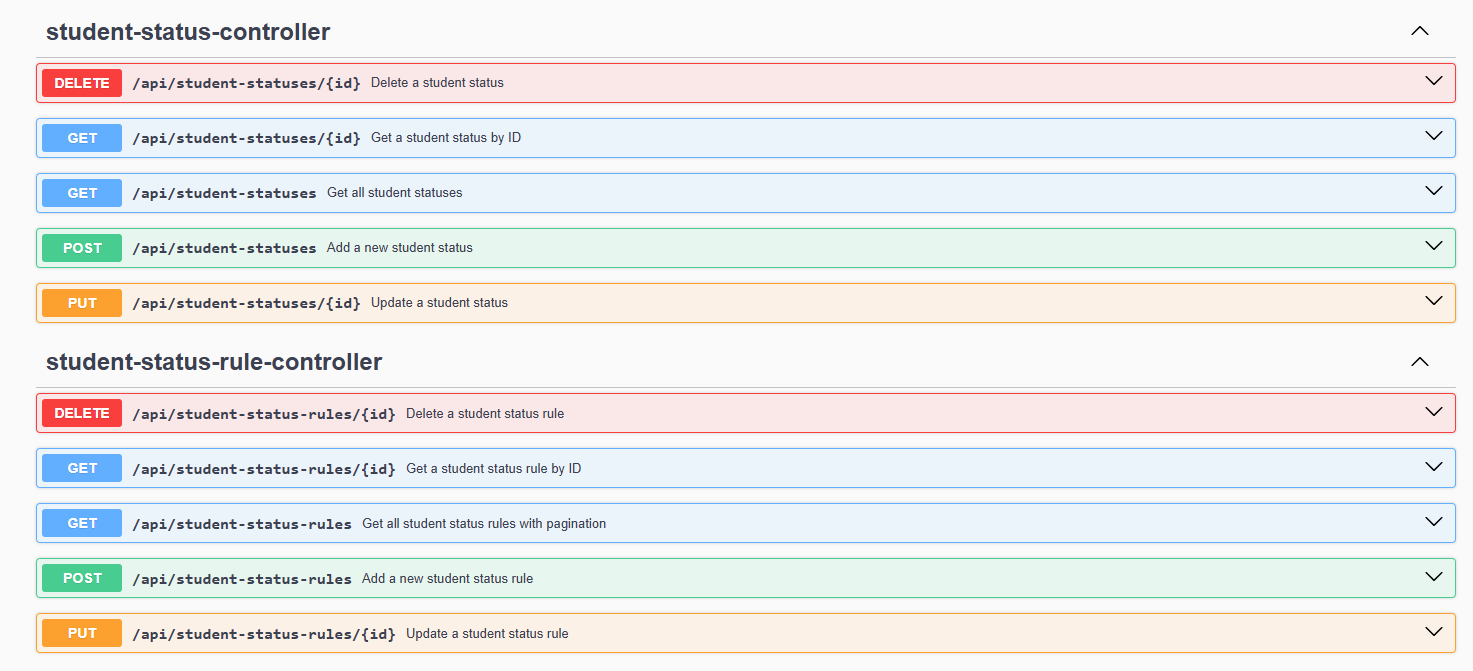 student-status-controller
DELETE /api/student-statuses/{id} Delete a student status
GET /api/student-statuses/{id} Get a student status by ID
GET /api/student-statuses Get all student statuses
POST /api/student-statuses Add a new student status
PUT /api/student-statuses/{id} Update a student status
student-status-rule-controller
DELETE /api/student-status-rules/{id} Delete a student status rule
GET /api/student-status-rules/{id} Get a student status rule by ID
GET /api/student-status-rules Get all student status rules with pagination
POST /api/student-status-rules Add a new student status rule
PUT /api/student-status-rules/{id} Update a student status rule